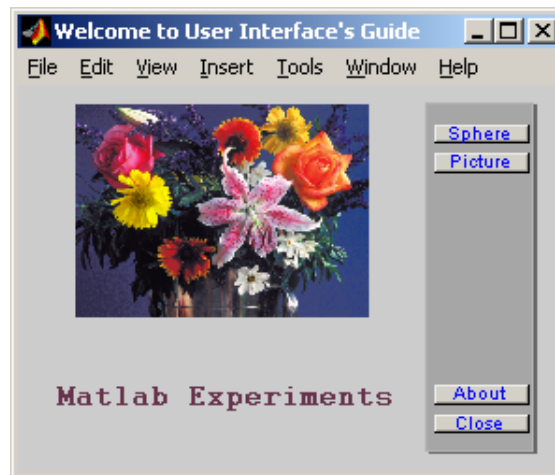 Welcome to User Interface's Guide
File Edit View Insert Tools Window Help
Sphere
Picture
Matlab Experiments
About
Close